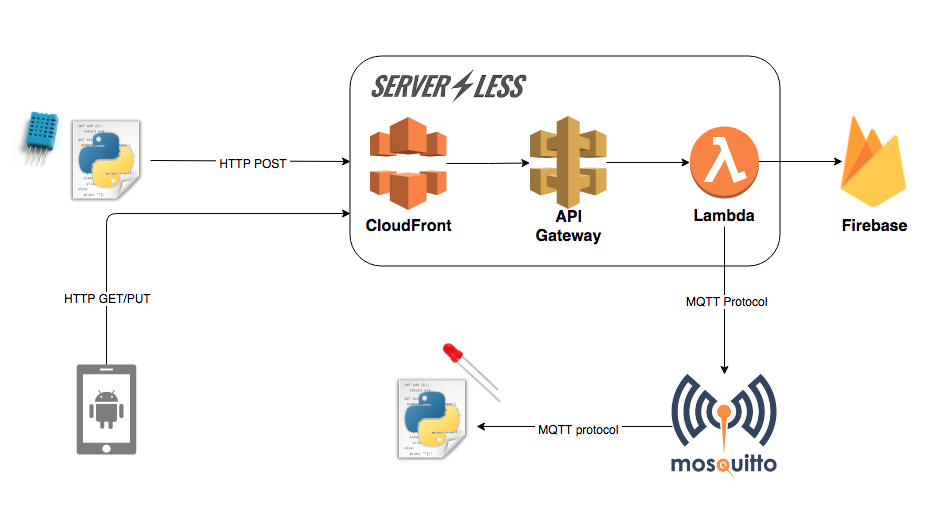 SERVERLESS
HTTP POST
CloudFront
API
Gateway
Lambda
Firebase
HTTP GET/PUT
MQTT Protocol
MQTT protocol
mosquitto